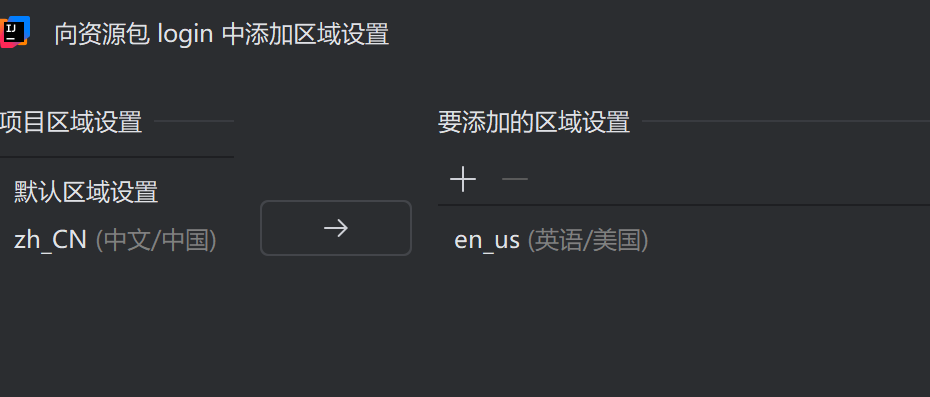 向资源包 login 中添加区域设置
项目区域设置
默认区域设置
zh_CN (中文/中国)
要添加的区域设置
en_us (英语/美国)